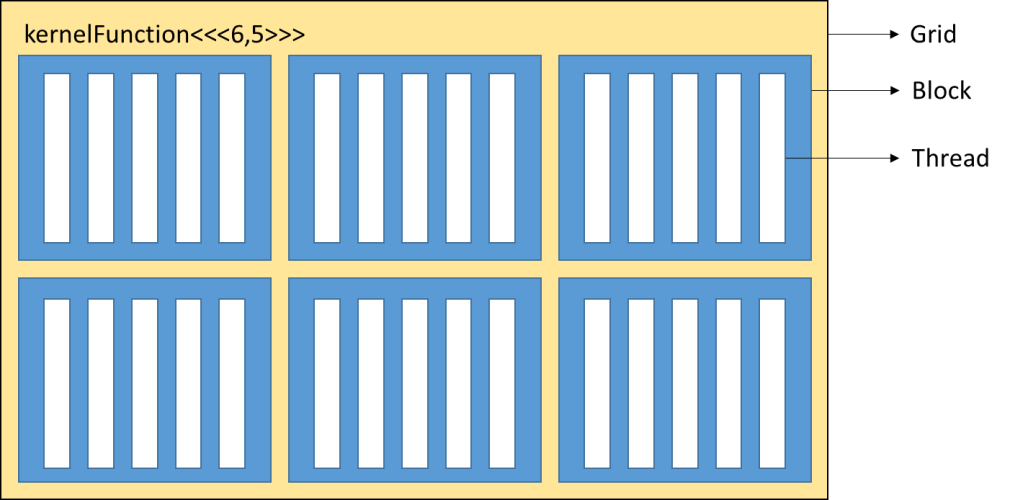 kernelFunction<<<6,5>>>
Grid
Block
Thread